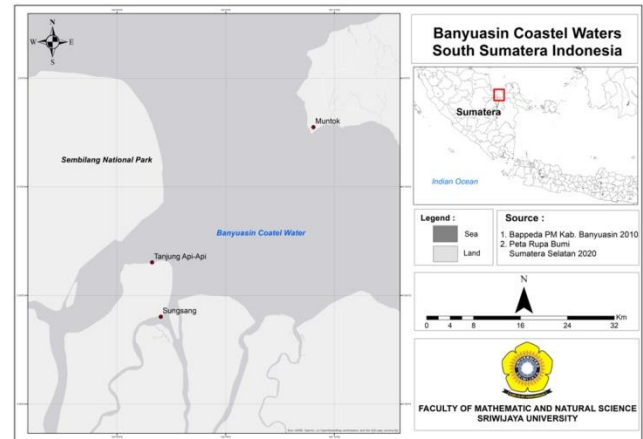 N
W E
S
Muntok
Sembilang National Park
Banyuasin Coatel Water
Tanjung Api-Api
Sungsang
Banyuasin Coastel Waters
South Sumatera Indonesia
Sumatera
Indian Ocean
Legend :
Sea
Land
Source :
1. Bappeda PM Kab. Banyuasin 2010
2. Peta Rupa Bumi
Sumatera Selatan 2020
N
Km
0 4 8 16 24 32
FACULTY OF MATHEMATIC AND NATURAL SCIENCE
SRIWIJAYA UNIVERSITY